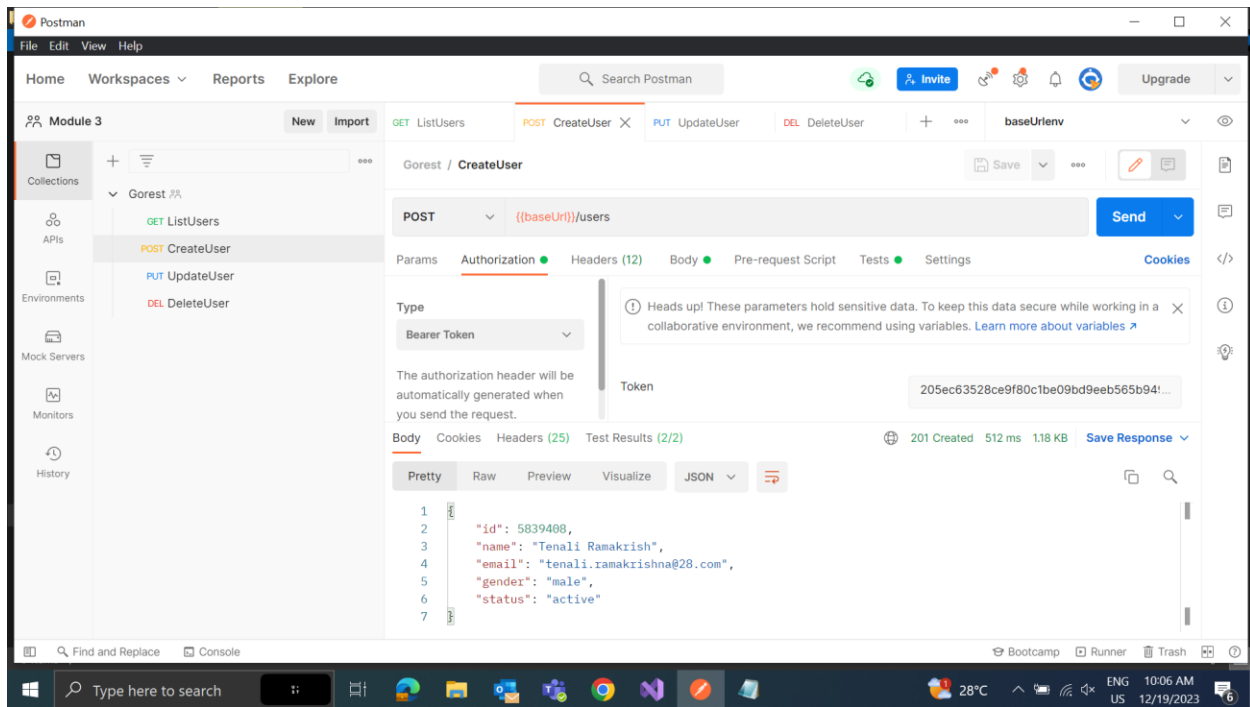 Postman
File Edit View Help
Home Workspaces Reports Explore Search Postman Invite Upgrade
Module 3 New Import GET ListUsers POST CreateUser PUT UpdateUser DEL DeleteUser baseUrlenv
Collections
APIs
Environments
Mock Servers
Monitors
History
Gorest
GET ListUsers
POST CreateUser
PUT UpdateUser
DEL DeleteUser
Gorest / CreateUser Save
POST {{baseUrl}}/users Send
Params Authorization Headers (12) Body Pre-request Script Tests Settings Cookies
Type
Bearer Token
The authorization header will be
automatically generated when
you send the request.
Heads up! These parameters hold sensitive data. To keep this data secure while working in a
collaborative environment, we recommend using variables. Learn more about variables ↗
Token 205ec63528ce9f80c1be09bd9eeb565b94!...
Body Cookies Headers (25) Test Results (2/2) 201 Created 512 ms 1.18 KB Save Response
Pretty Raw Preview Visualize JSON
1 {
2 "id": 5839408,
3 "name": "Tenali Ramakrish",
4 "email": "tenali.ramakrishna@28.com",
5 "gender": "male",
6 "status": "active"
7 }
Find and Replace Console Bootcamp Runner Trash
Type here to search 28°C ENG 10:06 AM
US 12/19/2023 6